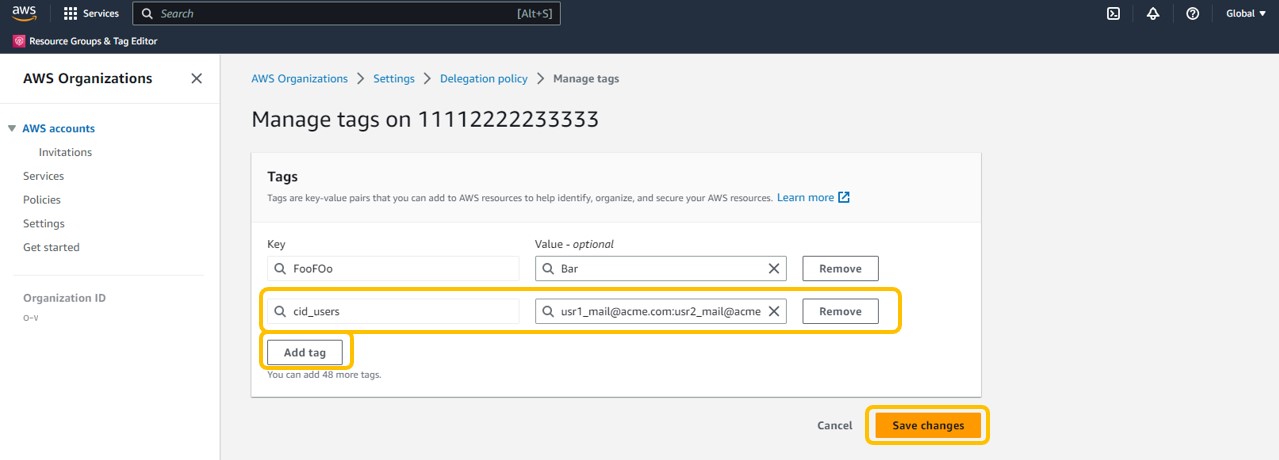 aws Services Search [Alt+S] Global
Resource Groups & Tag Editor
AWS Organizations
AWS accounts
Invitations
Services
Policies
Settings
Get started
Organization ID
o-v
AWS Organizations Settings Delegation policy Manage tags
Manage tags on 11112222233333
Tags
Tags are key-value pairs that you can add to AWS resources to help identify, organize, and secure your AWS resources. Learn more
Key Value - optional
FooFOo Bar Remove
cid_users usr1_mail@acme.com:usr2_mail@acme Remove
Add tag
You can add 48 more tags.
Cancel Save changes